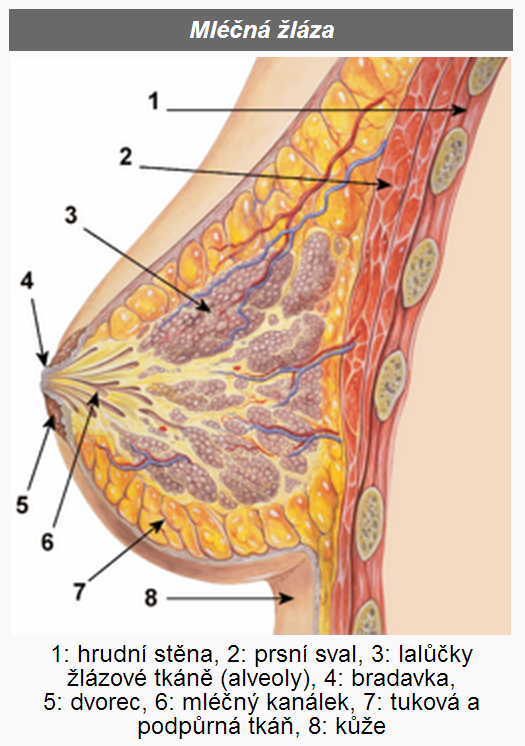 Mléčná žláza
1
2
3
4
5
6
7
8
1: hrudní stěna, 2: prsní sval, 3: lalůčky
žlázové tkáně (alveoly), 4: bradavka,
5: dvorec, 6: mléčný kanálek, 7: tuková a
podpůrná tkáň, 8: kůže